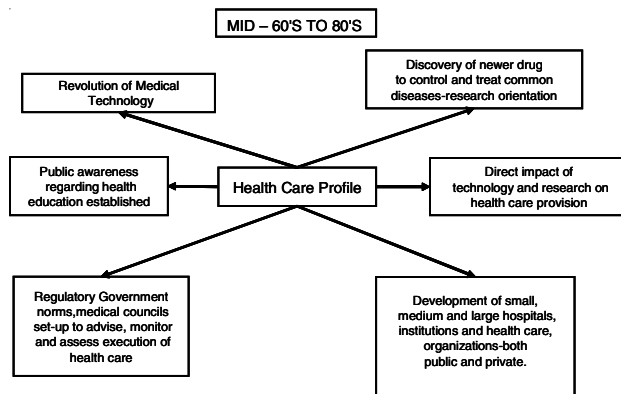 MID – 60'S TO 80'S
Revolution of Medical
Technology
Discovery of newer drug
to control and treat common
diseases-research orientation
Public awareness
regarding health
education established
Health Care Profile
Direct impact of
technology and research on
health care provision
Regulatory Government
norms,medical councils
set-up to advise, monitor
and assess execution of
health care
Development of small,
medium and large hospitals,
institutions and health care,
organizations-both
public and private.